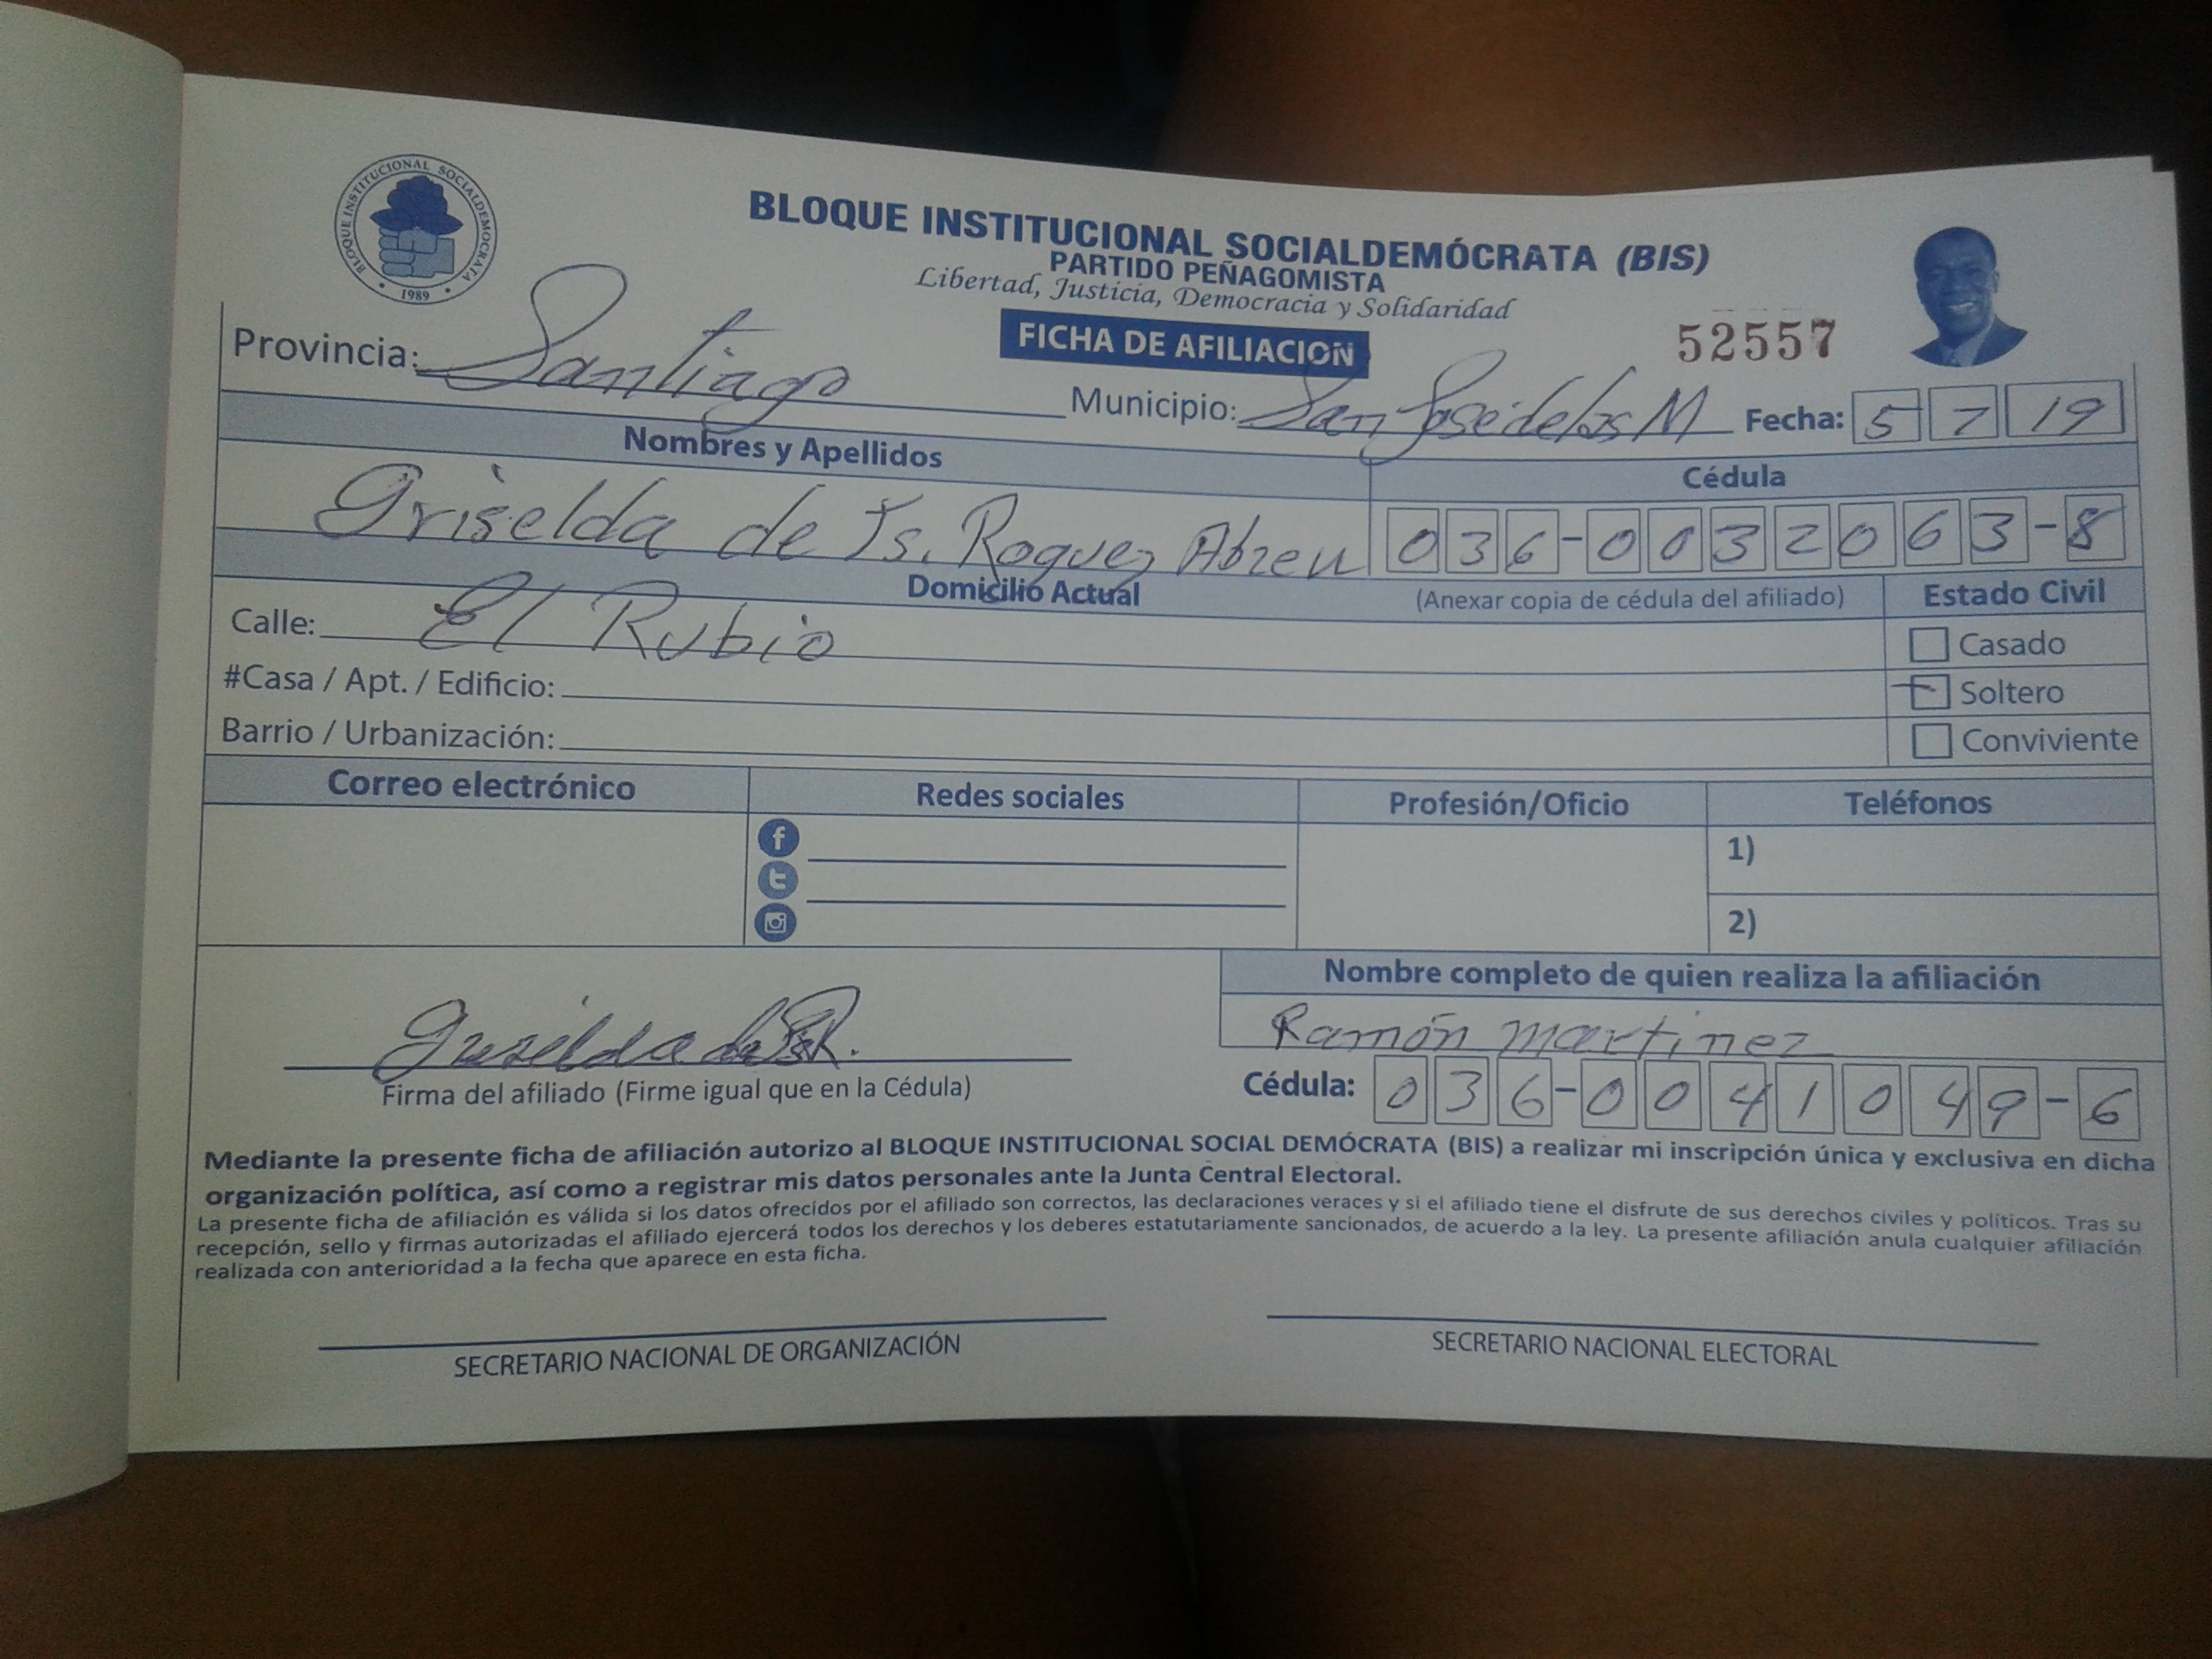 BLOQUE INSTITUCIONAL SOCIALDEMOCRATA
1989
BLOQUE INSTITUCIONAL SOCIALDEMÓCRATA (BIS)
PARTIDO PEÑAGOMISTA
Libertad, Justicia, Democracia y Solidaridad
FICHA DE AFILIACION
52557
Provincia: Santiago Municipio: San José de las M Fecha: 5 7 19
Nombres y Apellidos Cédula
Griselda de Js. Roquez Abreu 036-0032063-8
Domicilio Actual (Anexar copia de cédula del afiliado) Estado Civil
Calle: El Rubio Casado
#Casa / Apt. / Edificio: Soltero
Barrio / Urbanización: Conviviente
Correo electrónico Redes sociales Profesión/Oficio Teléfonos
1)
2)
Nombre completo de quien realiza la afiliación
Ramón Martinez
Griselda de Js R.
Firma del afiliado (Firme igual que en la Cédula) Cédula: 036-0041049-6
Mediante la presente ficha de afiliación autorizo al BLOQUE INSTITUCIONAL SOCIAL DEMÓCRATA (BIS) a realizar mi inscripción única y exclusiva en dicha
organización política, así como a registrar mis datos personales ante la Junta Central Electoral.
La presente ficha de afiliación es válida si los datos ofrecidos por el afiliado son correctos, las declaraciones veraces y si el afiliado tiene el disfrute de sus derechos civiles y políticos. Tras su
recepción, sello y firmas autorizadas el afiliado ejercerá todos los derechos y los deberes estatutariamente sancionados, de acuerdo a la ley. La presente afiliación anula cualquier afiliación
realizada con anterioridad a la fecha que aparece en esta ficha.
SECRETARIO NACIONAL DE ORGANIZACIÓN SECRETARIO NACIONAL ELECTORAL